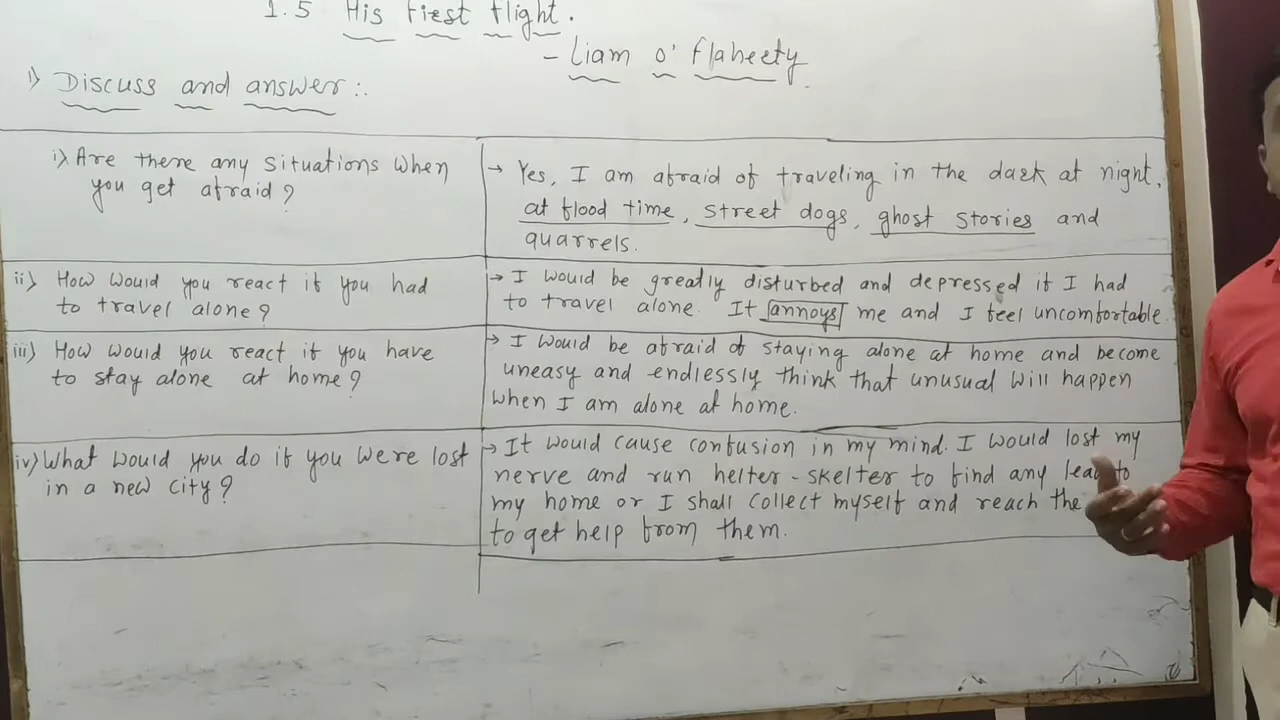 1.5 His first flight.
- Liam o' flaherty.
1) Discuss and answer:.
i) Are there any situations when
you get afraid?
→ Yes, I am afraid of traveling in the dark at night,
at flood time, street dogs, ghost stories and
quarrels.
ii) How would you react if you had
to travel alone?
→ I would be greatly disturbed and depressed if I had
to travel alone. It annoys me and I feel uncomfortable.
iii) How would you react if you have
to stay alone at home?
→ I would be afraid of staying alone at home and become
uneasy and endlessly think that unusual will happen
when I am alone at home.
iv) What would you do if you were lost
in a new city?
→ It would cause confusion in my mind. I would lost my
nerve and run helter-skelter to find any to
my home or I shall collect myself and reach the
to get help from them.